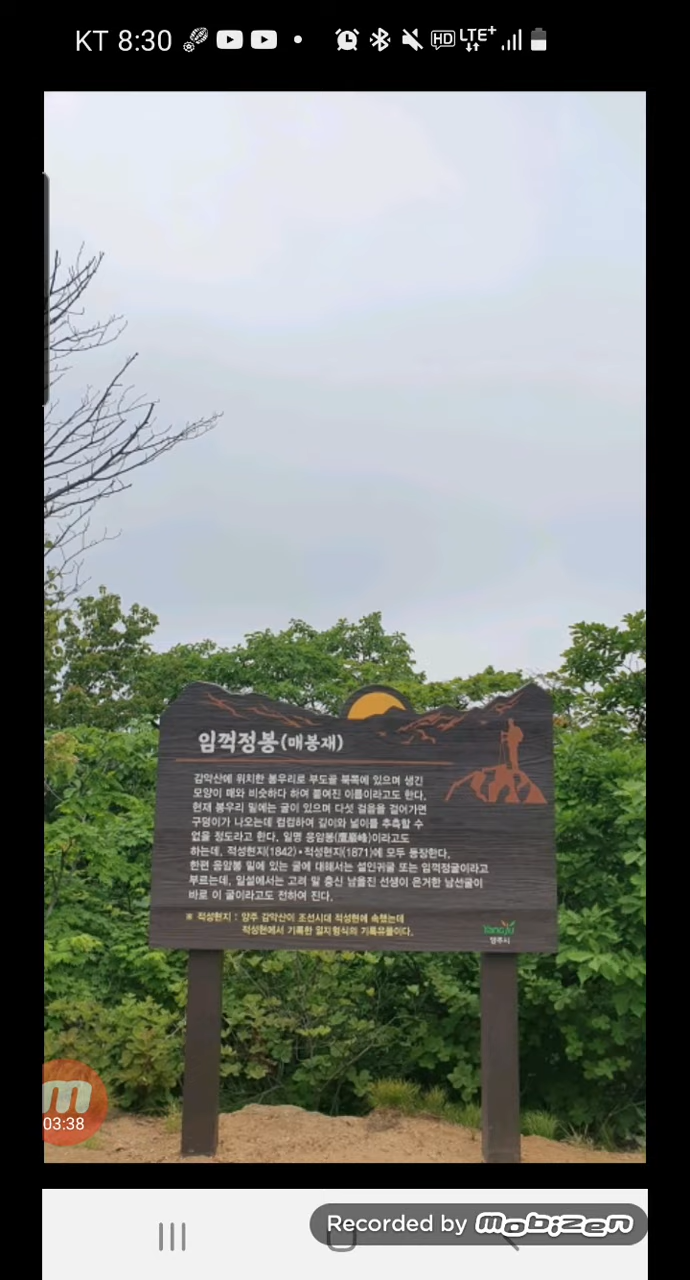 KT 8:30
HD LTE+
임꺽정봉(매봉재)
감악산에 위치한 봉우리로 부도골 북쪽에 있으며 생긴
모양이 매와 비슷하다 하여 붙여진 이름이라고도 한다.
현재 봉우리 밑에는 굴이 있으며 다섯 걸음을 걸어가면
구덩이가 나오는데 컴컴하여 깊이와 넓이를 추측할 수
없을 정도라고 한다. 일명 응암봉(鷹巖峰)이라고도
하는데, 적성현지(1842)•적성현지(1871)에 모두 등장한다.
한편 응암봉 밑에 있는 굴에 대해서는 설인귀굴 또는 임꺽정굴이라고
부르는데, 일설에서는 고려 말 충신 남을진 선생이 은거한 남선굴이
바로 이 굴이라고도 전하여 진다.
※ 적성현지 : 양주 감악산이 조선시대 적성현에 속했는데
적성현에서 기록한 일지형식의 기록유물이다.
Yangju
양주시
m
03:38
Recorded by mobizen